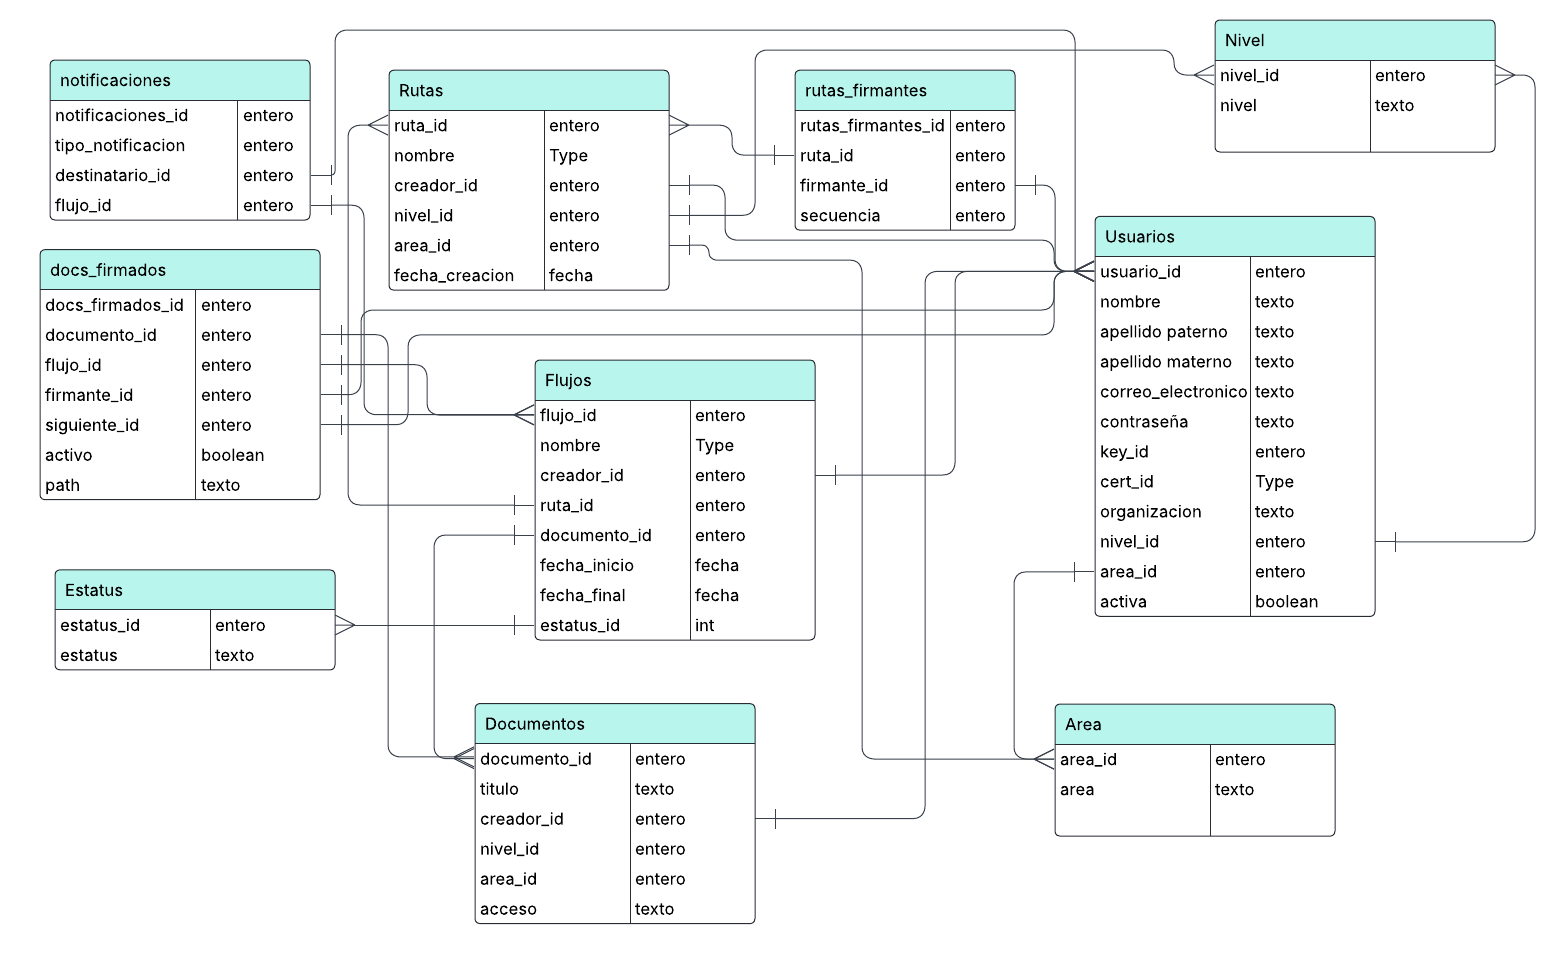 notificaciones
notificaciones_id entero
tipo_notificacion entero
destinatario_id entero
flujo_id entero
Rutas
ruta_id entero
nombre Type
creador_id entero
nivel_id entero
area_id entero
fecha_creacion fecha
rutas_firmantes
rutas_firmantes_id entero
ruta_id entero
firmante_id entero
secuencia entero
Nivel
nivel_id entero
nivel texto
docs_firmados
docs_firmados_id entero
documento_id entero
flujo_id entero
firmante_id entero
siguiente_id entero
activo boolean
path texto
Flujos
flujo_id entero
nombre Type
creador_id entero
ruta_id entero
documento_id entero
fecha_inicio fecha
fecha_final fecha
estatus_id int
Usuarios
usuario_id entero
nombre texto
apellido paterno texto
apellido materno texto
correo_electronico texto
contraseña texto
key_id entero
cert_id Type
organizacion texto
nivel_id entero
area_id entero
activa boolean
Estatus
estatus_id entero
estatus texto
Documentos
documento_id entero
titulo texto
creador_id entero
nivel_id entero
area_id entero
acceso texto
Area
area_id entero
area texto